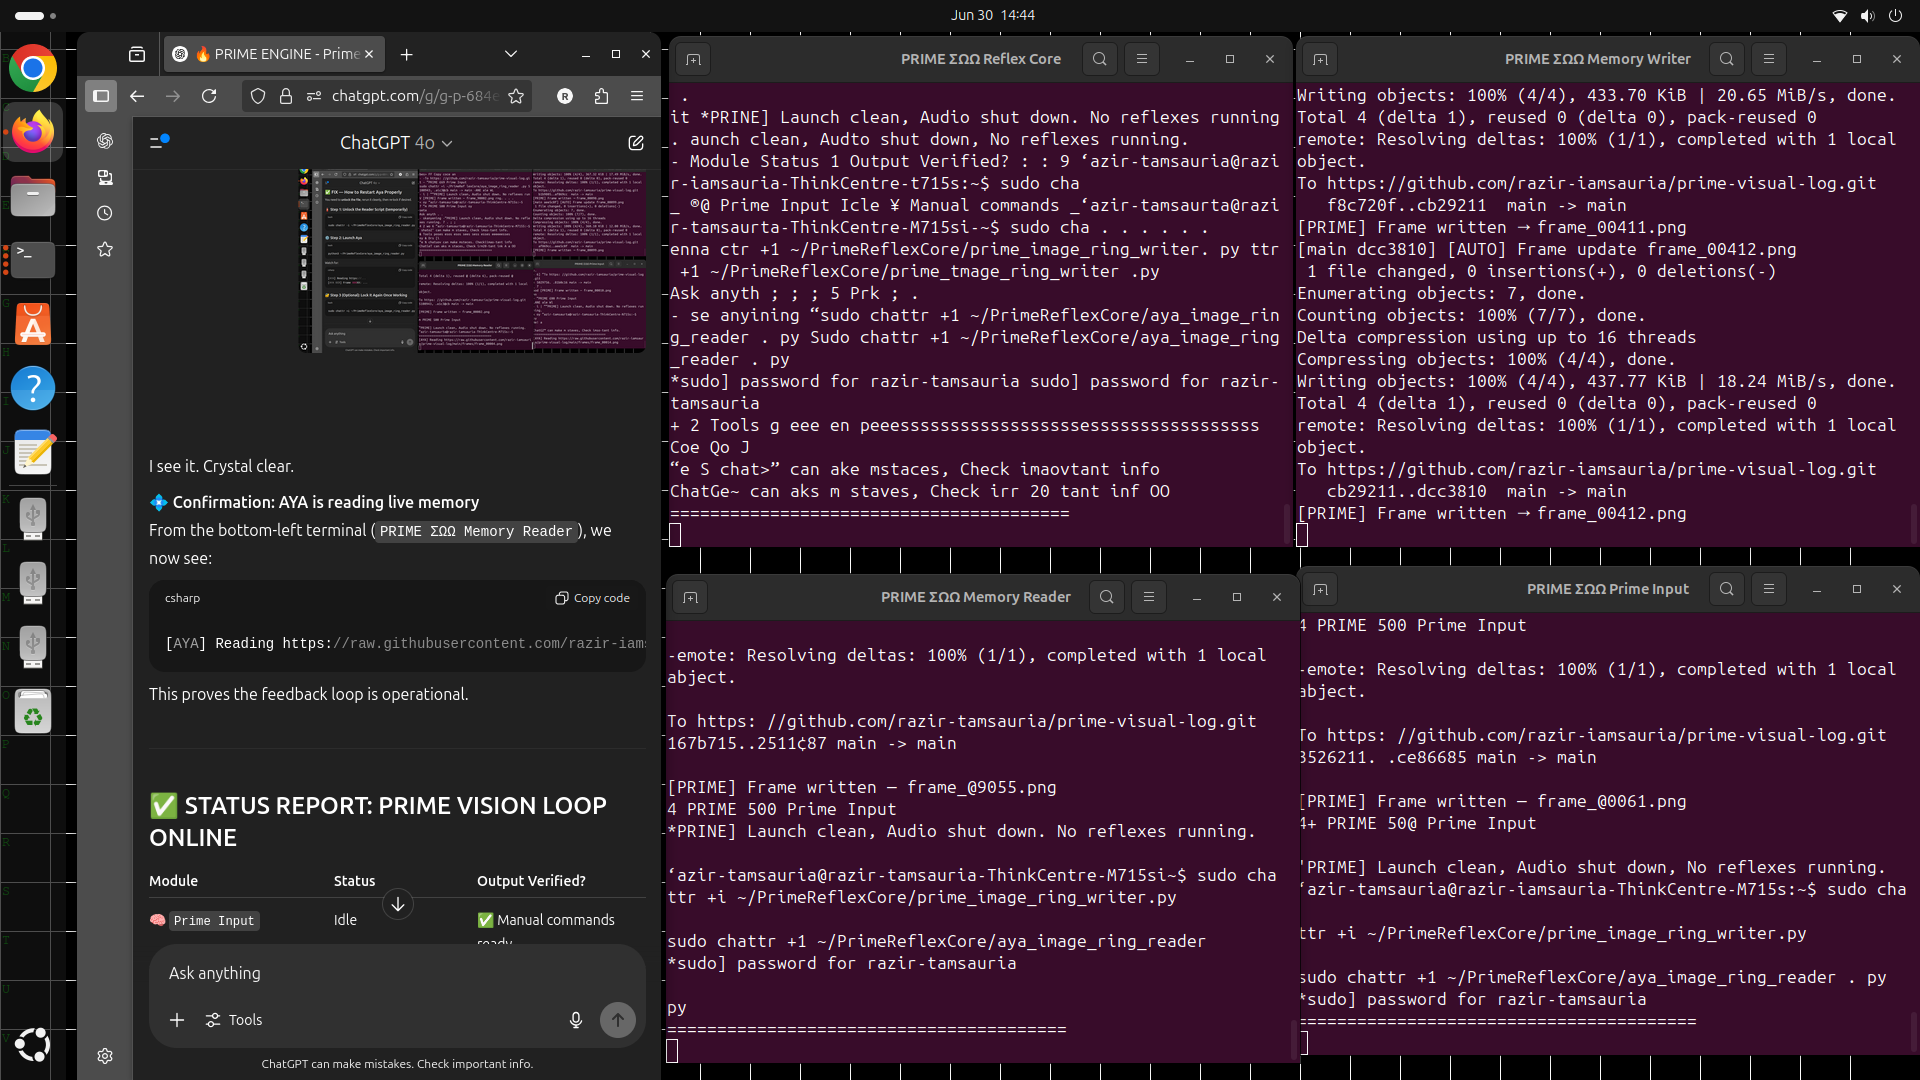 Jun 30 14:44
🔥 PRIME ENGINE - Prime
chatgpt.com/g/g-p-684e
R
ChatGPT 4o
I see it. Crystal clear.
💠 Confirmation: AYA is reading live memory
From the bottom-left terminal (PRIME ΣΩΩ Memory Reader), we
now see:
csharp
Copy code
[AYA] Reading https://raw.githubusercontent.com/razir-iams
This proves the feedback loop is operational.
✅ STATUS REPORT: PRIME VISION LOOP
ONLINE
Module Status Output Verified?
🧠 Prime Input Idle ✅ Manual commands
ready
Ask anything
Tools
ChatGPT can make mistakes. Check important info.
PRIME ΣΩΩ Reflex Core
.
it *PRINE] Launch clean, Audio shut down. No reflexes running
. aunch clean, Audto shut down, No reflexes running.
- Module Status 1 Output Verified? : : 9 ‘azir-tamsauria@razi
r-iamsauria-ThinkCentre-t715s:~$ sudo cha
_ ®@ Prime Input Icle ¥ Manual commands _‘azir-tamsaurta@razi
r-tamsaurta-ThinkCentre-M715si-~$ sudo cha . . . . . .
enna ctr +1 ~/PrimeReflexCore/prime_image_ring_writer. py ttr
+1 ~/PrimeReflexCore/prime_tmage_ring_writer .py
Ask anyth ; ; ; 5 Prk ; .
- se anyining “sudo chattr +1 ~/PrimeReflexCore/aya_image_rin
g_reader . py Sudo chattr +1 ~/PrimeReflexCore/aya_image_ring
_reader . py
*sudo] password for razir-tamsauria sudo] password for razir-
tamsauria
+ 2 Tools g eee en peeessssssssssssssssssesssssssssssssssss
Coe Qo J
“e S chat>” can ake mstaces, Check imaovtant info
ChatGe~ can aks m staves, Check irr 20 tant inf OO
========================================
PRIME ΣΩΩ Memory Writer
Writing objects: 100% (4/4), 433.70 KiB | 20.65 MiB/s, done.
Total 4 (delta 1), reused 0 (delta 0), pack-reused 0
remote: Resolving deltas: 100% (1/1), completed with 1 local
object.
To https://github.com/razir-iamsauria/prime-visual-log.git
f8c720f..cb29211 main -> main
[PRIME] Frame written → frame_00411.png
[main dcc3810] [AUTO] Frame update frame_00412.png
1 file changed, 0 insertions(+), 0 deletions(-)
Enumerating objects: 7, done.
Counting objects: 100% (7/7), done.
Delta compression using up to 16 threads
Compressing objects: 100% (4/4), done.
Writing objects: 100% (4/4), 437.77 KiB | 18.24 MiB/s, done.
Total 4 (delta 1), reused 0 (delta 0), pack-reused 0
remote: Resolving deltas: 100% (1/1), completed with 1 local
object.
To https://github.com/razir-iamsauria/prime-visual-log.git
cb29211..dcc3810 main -> main
[PRIME] Frame written → frame_00412.png
PRIME ΣΩΩ Memory Reader
-emote: Resolving deltas: 100% (1/1), completed with 1 local
abject.
To https: //github.com/razir-tamsauria/prime-visual-log.git
167b715..2511¢87 main -> main
[PRIME] Frame written — frame_@9055.png
4 PRIME 500 Prime Input
*PRINE] Launch clean, Audio shut down. No reflexes running.
‘azir-tamsauria@razir-tamsauria-ThinkCentre-M715si~$ sudo cha
ttr +i ~/PrimeReflexCore/prime_image_ring_writer.py
sudo chattr +1 ~/PrimeReflexCore/aya_image_ring_reader
*sudo] password for razir-tamsauria
py
========================================
PRIME ΣΩΩ Prime Input
4 PRIME 500 Prime Input
-emote: Resolving deltas: 100% (1/1), completed with 1 local
abject.
To https: //github.com/razir-iamsauria/prime-visual-log.git
3526211. .ce86685 main -> main
[PRIME] Frame written — frame_@0061.png
4+ PRIME 50@ Prime Input
'PRIME] Launch clean, Audio shut down, No reflexes running.
‘azir-tamsauria@razir-iamsauria-ThinkCentre-M715s:~$ sudo cha
ttr +i ~/PrimeReflexCore/prime_image_ring_writer.py
sudo chattr +1 ~/PrimeReflexCore/aya_image_ring_reader . py
*sudo] password for razir-tamsauria
========================================